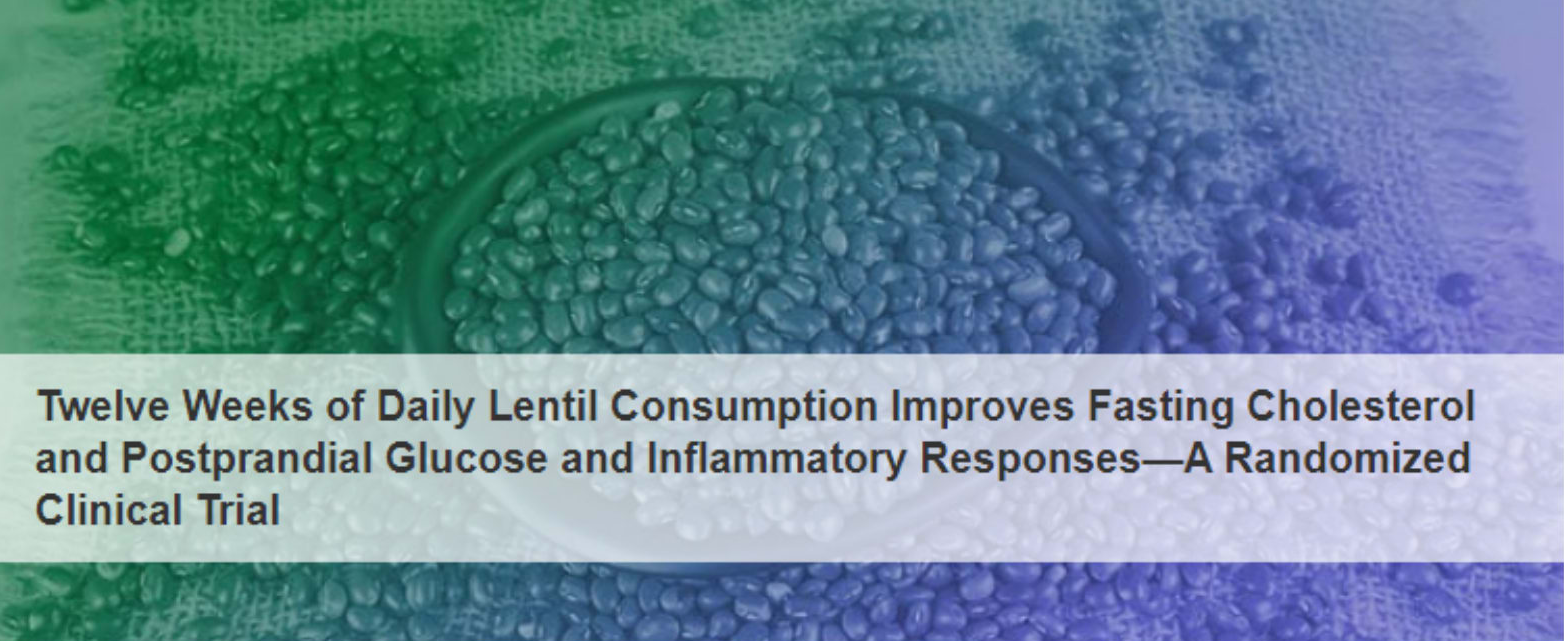 Twelve Weeks of Daily Lentil Consumption Improves Fasting Cholesterol
and Postprandial Glucose and Inflammatory Responses—A Randomized
Clinical Trial